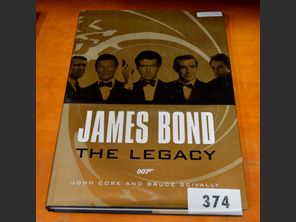 JAMES BOND
THE LEGACY
007
JOHN CORK AND BRUCE SCIVALLY
374